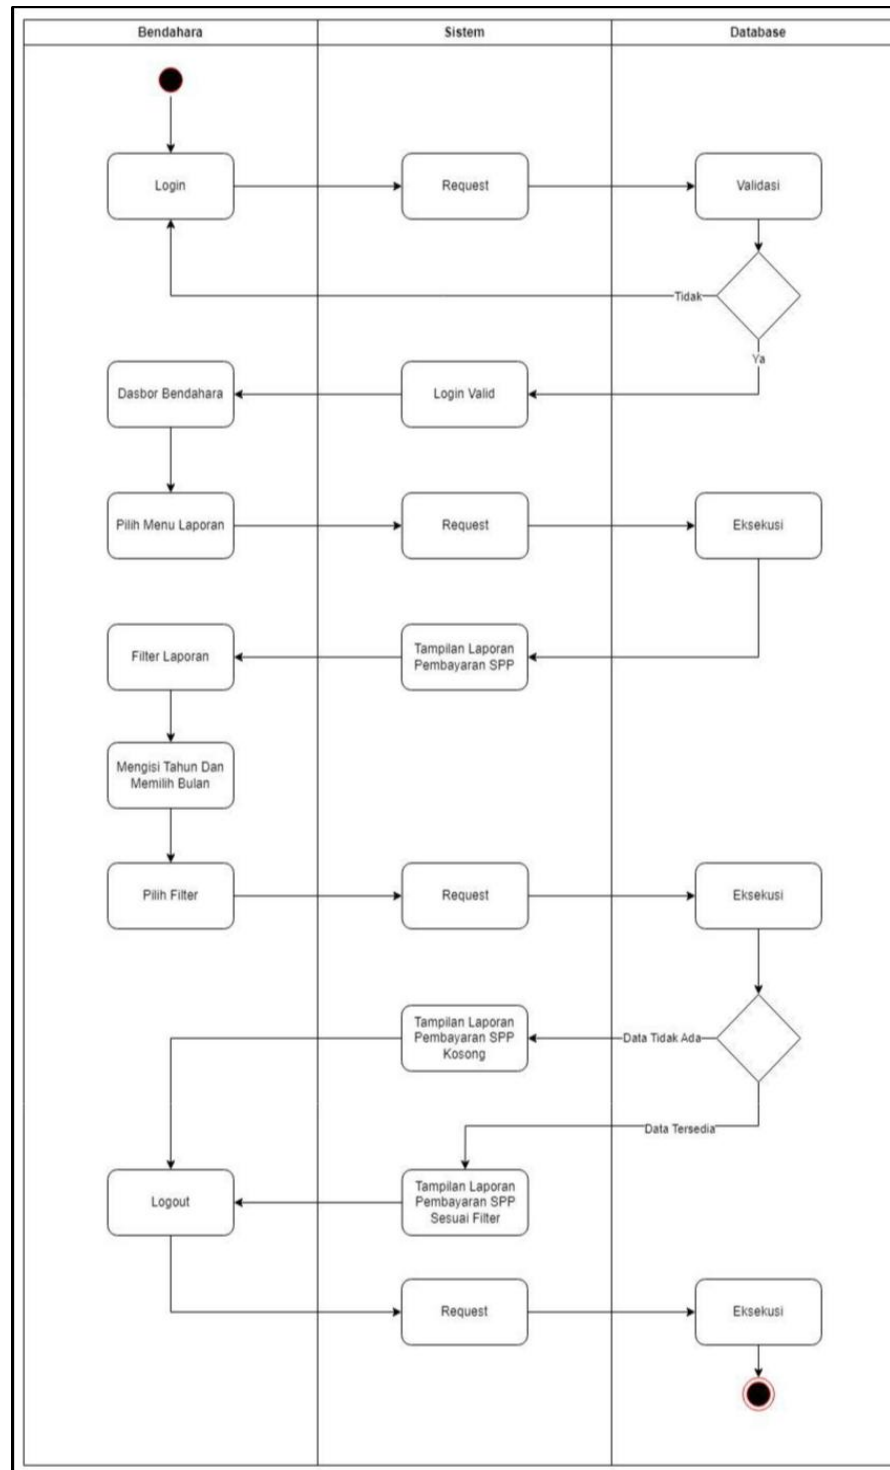 Bendahara
Sistem
Database
Login
Request
Validasi
Tidak
Ya
Dasbor Bendahara
Login Valid
Pilih Menu Laporan
Request
Eksekusi
Filter Laporan
Tampilan Laporan
Pembayaran SPP
Mengisi Tahun Dan
Memilih Bulan
Pilih Filter
Request
Eksekusi
Tampilan Laporan
Pembayaran SPP
Kosong
Data Tidak Ada
Data Tersedia
Logout
Tampilan Laporan
Pembayaran SPP
Sesuai Filter
Request
Eksekusi